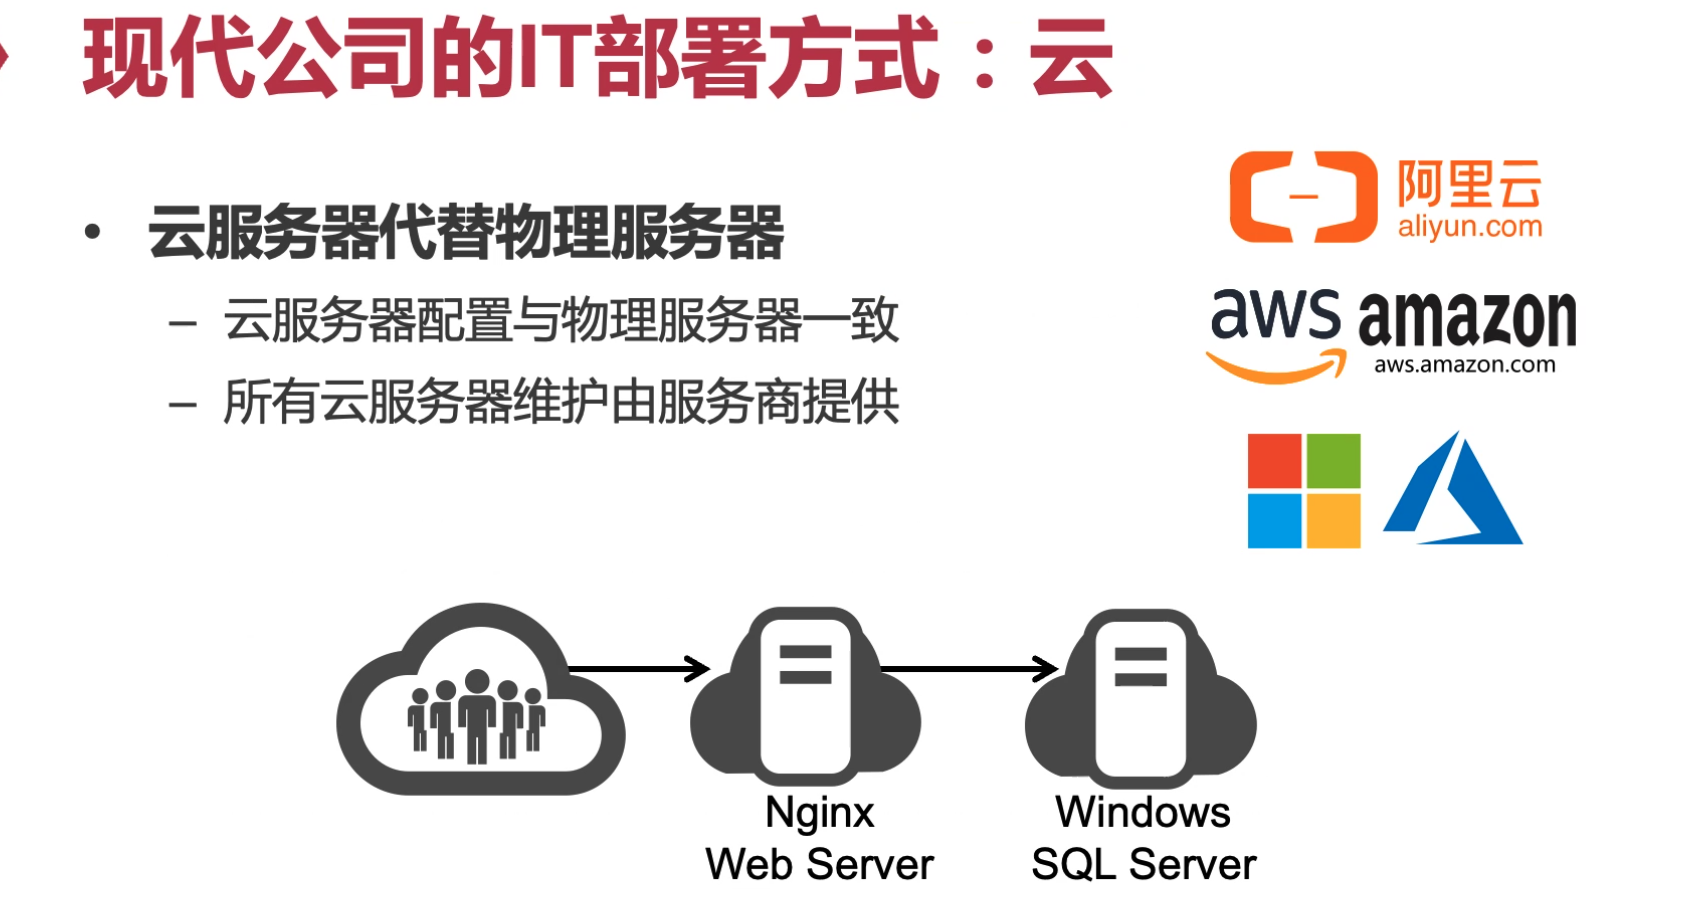 现代公司的IT部署方式：云
• 云服务器代替物理服务器
– 云服务器配置与物理服务器一致
– 所有云服务器维护由服务商提供
阿里云
aliyun.com
aws amazon
aws.amazon.com
Nginx
Web Server
Windows
SQL Server